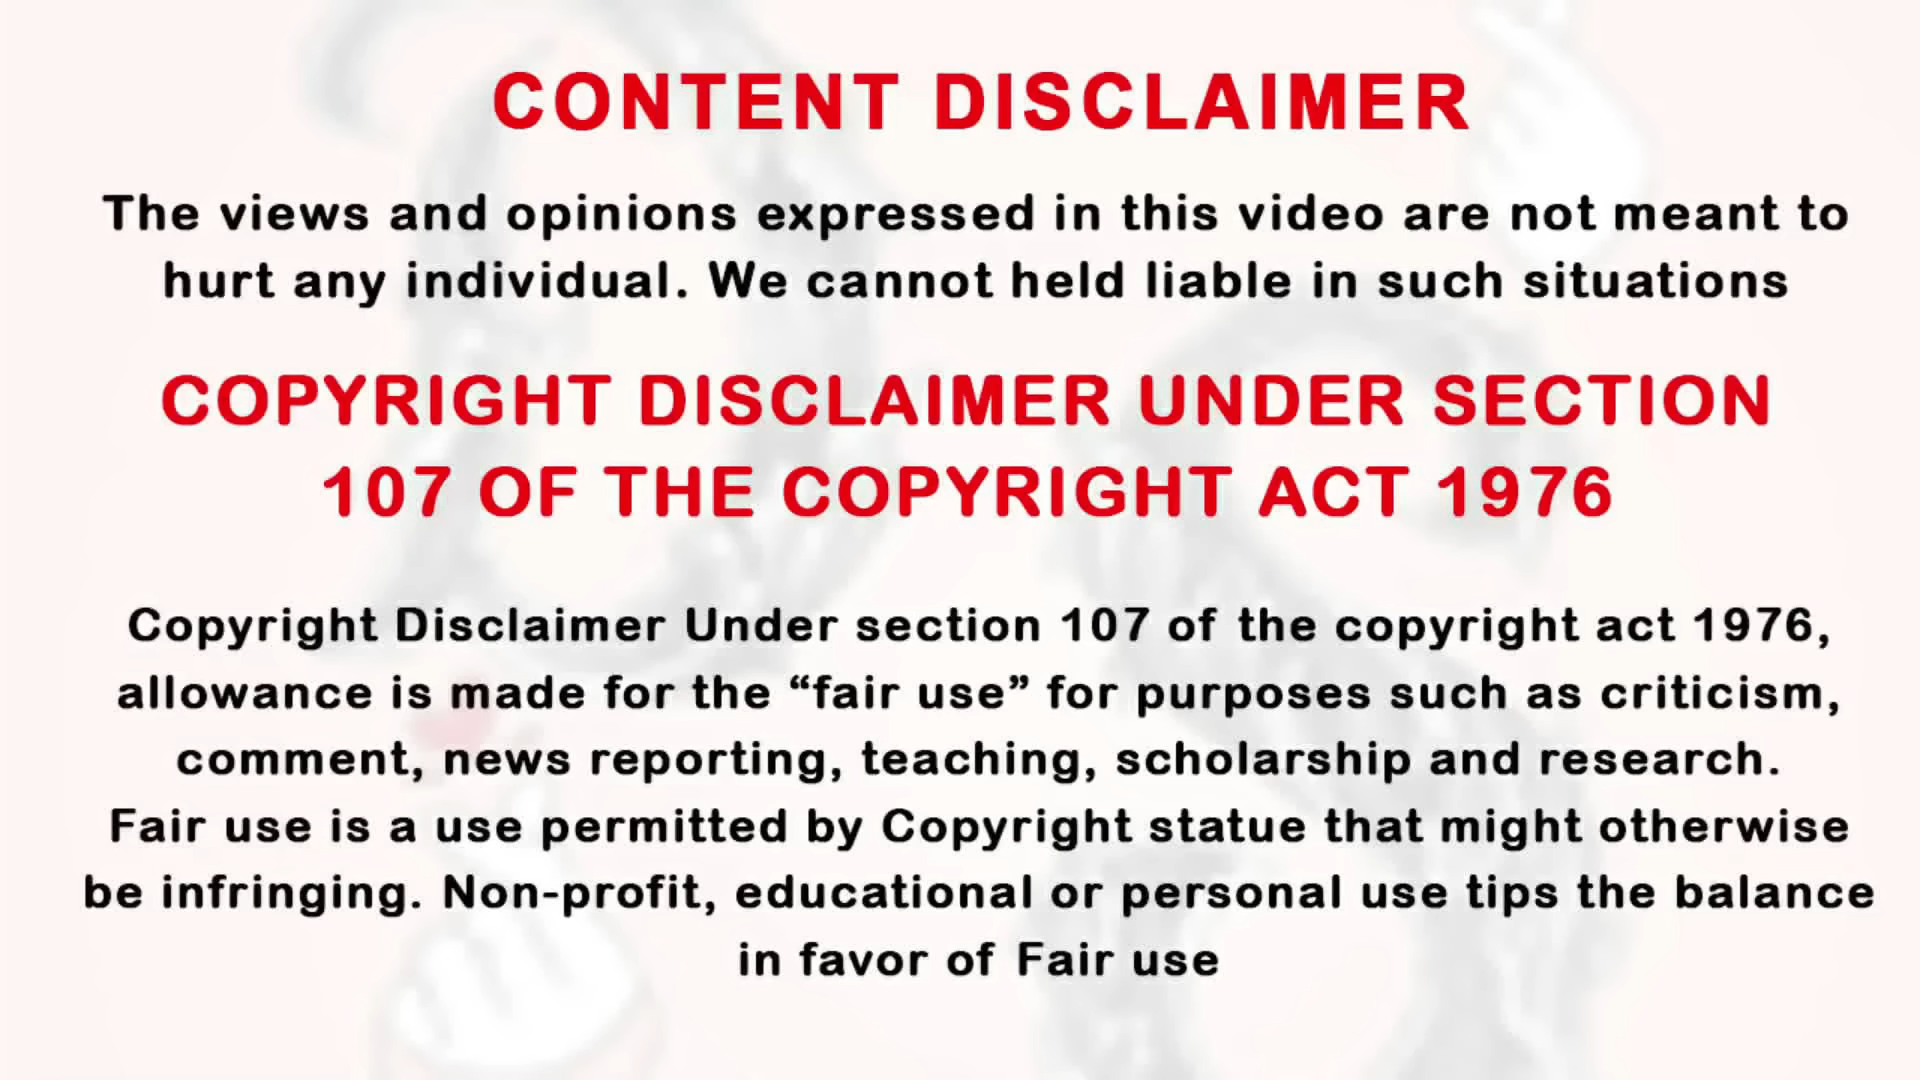 CONTENT DISCLAIMER
The views and opinions expressed in this video are not meant to
hurt any individual. We cannot held liable in such situations
COPYRIGHT DISCLAIMER UNDER SECTION
107 OF THE COPYRIGHT ACT 1976
Copyright Disclaimer Under section 107 of the copyright act 1976,
allowance is made for the “fair use” for purposes such as criticism,
comment, news reporting, teaching, scholarship and research.
Fair use is a use permitted by Copyright statue that might otherwise
be infringing. Non-profit, educational or personal use tips the balance
in favor of Fair use